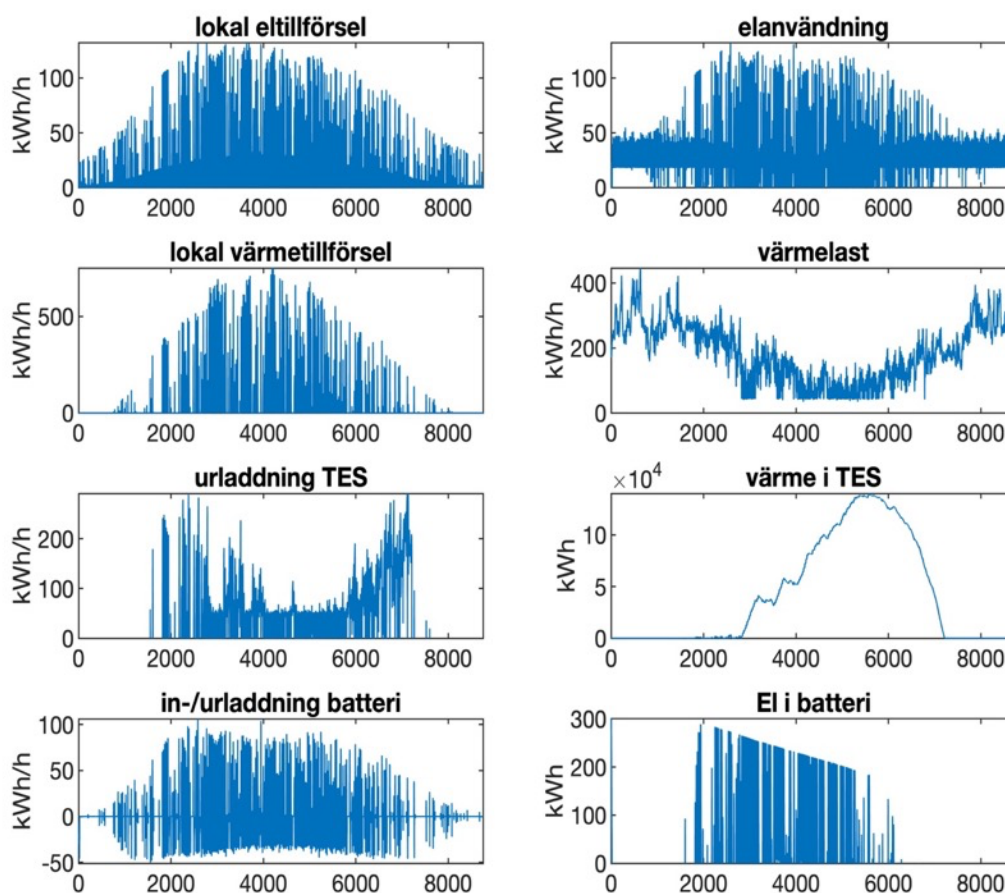 lokal eltillförsel
kWh/h
100
50
0
0 2000 4000 6000 8000
elanvändning
kWh/h
100
50
0
0 2000 4000 6000 8000
lokal värmetillförsel
kWh/h
500
0
0 2000 4000 6000 8000
värmelast
kWh/h
400
200
0
0 2000 4000 6000 8000
urladdning TES
kWh/h
200
100
0
0 2000 4000 6000 8000
värme i TES
×10⁴
kWh
10
5
0
0 2000 4000 6000 8000
in-/urladdning batteri
kWh/h
100
50
0
-50
0 2000 4000 6000 8000
El i batteri
kWh
300
200
100
0
0 2000 4000 6000 8000